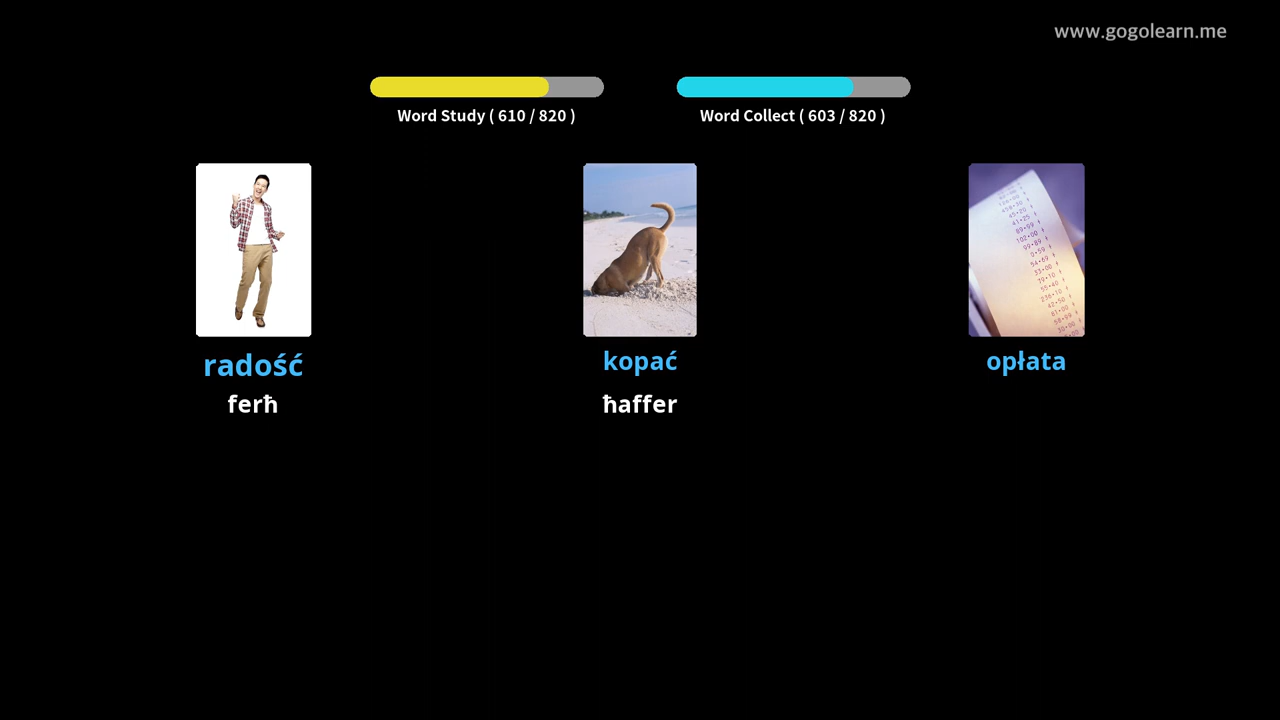 www.gogolearn.me
Word Study ( 610 / 820 )
Word Collect ( 603 / 820 )
radość
kopać
opłata
ferħ
ħaffer